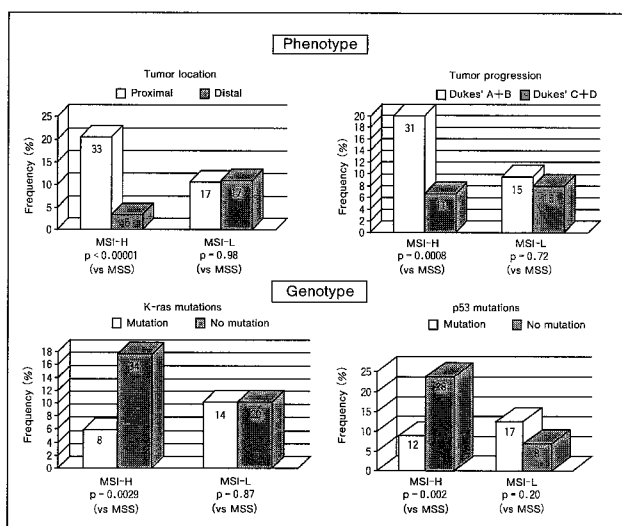 Phenotype
Tumor location
Proximal Distal
Frequency (%)
25
20
15
10
5
0
33
17
MSI-H
p<0.00001
(vs MSS)
MSI-L
p=0.98
(vs MSS)
Tumor progression
Dukes' A+B Dukes' C+D
Frequency (%)
20
18
16
14
12
10
8
6
4
2
0
31
15
MSI-H
p=0.0008
(vs MSS)
MSI-L
p=0.72
(vs MSS)
Genotype
K-ras mutations
Mutation No mutation
Frequency (%)
18
16
14
12
10
8
6
4
2
0
8
34
14
MSI-H
p=0.0029
(vs MSS)
MSI-L
p=0.87
(vs MSS)
p53 mutations
Mutation No mutation
Frequency (%)
25
20
15
10
5
0
12
28
17
8
MSI-H
p=0.002
(vs MSS)
MSI-L
p=0.20
(vs MSS)